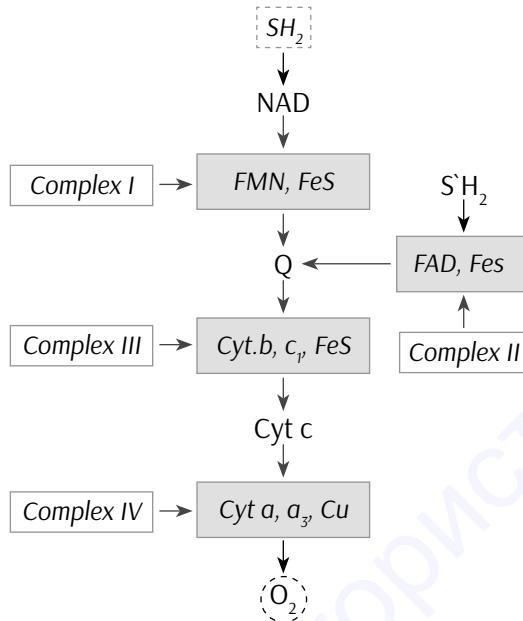 SH₂
NAD
Complex I
FMN, FeS
S`H₂
Q
FAD, Fes
Complex III
Cyt.b, c₁, FeS
Complex II
Cyt c
Complex IV
Cyt a, a₃, Cu
O₂